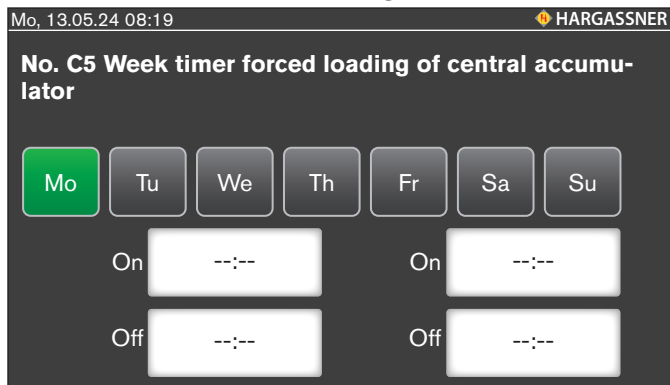 Mo, 13.05.24 08:19 HARGASSNER
No. C5 Week timer forced loading of central accumu-
lator
Mo Tu We Th Fr Sa Su
On --:-- On --:--
Off --:-- Off --:--